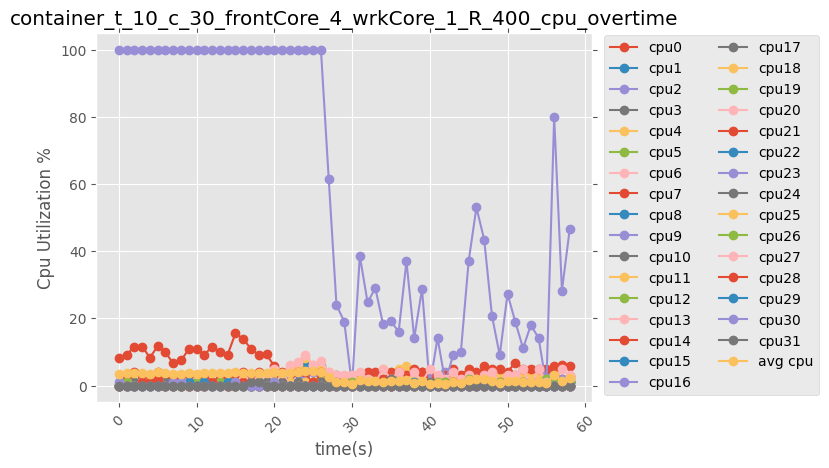 container_t_10_c_30_frontCore_4_wrkCore_1_R_400_cpu_overtime
100
80
60
40
20
0
Cpu Utilization %
0
10
20
30
40
50
60
time(s)
cpu0
cpu1
cpu2
cpu3
cpu4
cpu5
cpu6
cpu7
cpu8
cpu9
cpu10
cpu11
cpu12
cpu13
cpu14
cpu15
cpu16
cpu17
cpu18
cpu19
cpu20
cpu21
cpu22
cpu23
cpu24
cpu25
cpu26
cpu27
cpu28
cpu29
cpu30
cpu31
avg cpu